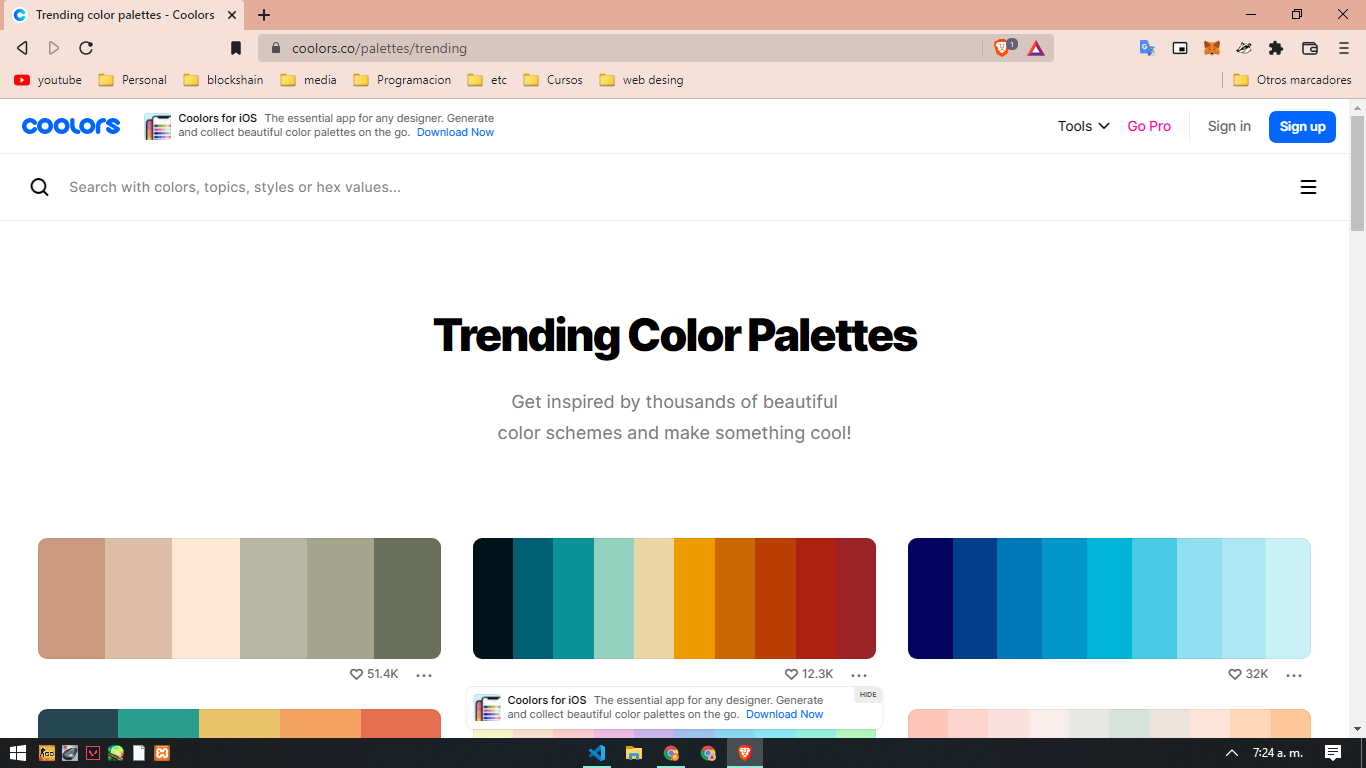 Trending color palettes - Coolors
coolors.co/palettes/trending
1
youtube
Personal
blockshain
media
Programacion
etc
Cursos
web desing
Otros marcadores
coolors
Coolors for iOS The essential app for any designer. Generate
and collect beautiful color palettes on the go. Download Now
Tools
Go Pro
Sign in
Sign up
Search with colors, topics, styles or hex values...
Trending Color Palettes
Get inspired by thousands of beautiful
color schemes and make something cool!
51.4K
12.3K
32K
Coolors for iOS The essential app for any designer. Generate
and collect beautiful color palettes on the go. Download Now
HIDE
7:24 a. m.